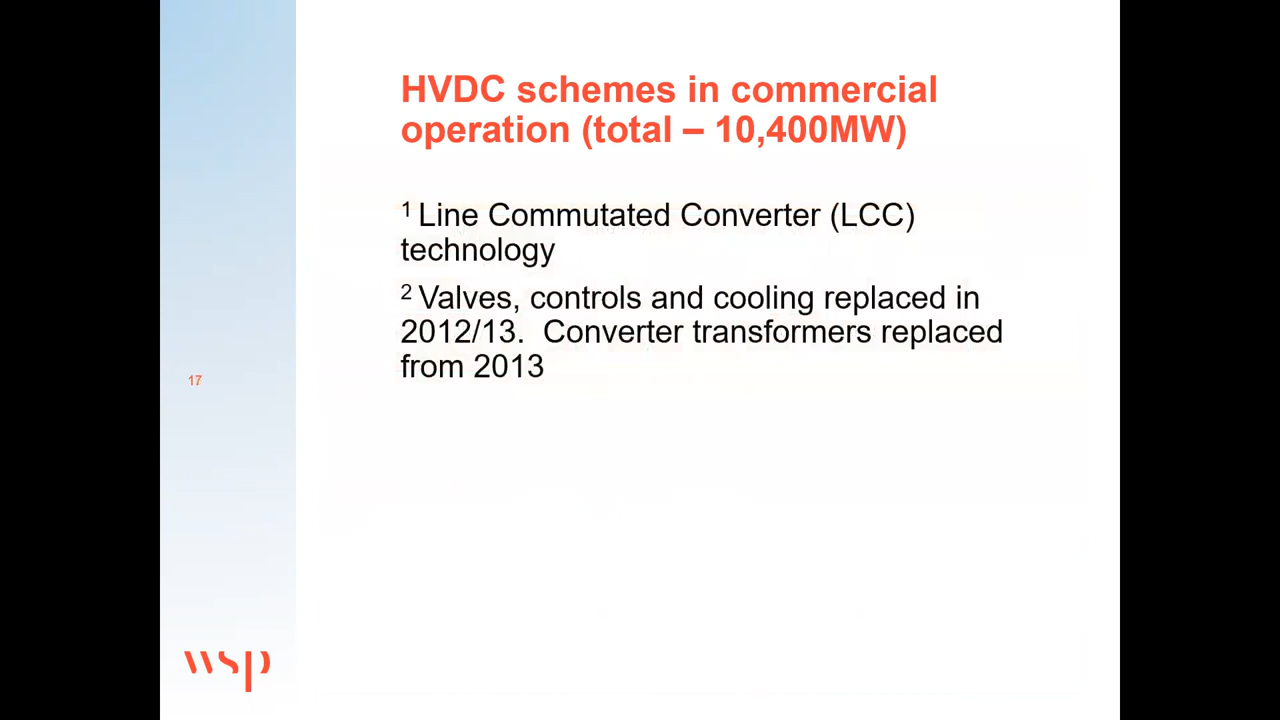 HVDC schemes in commercial
operation (total – 10,400MW)
¹ Line Commutated Converter (LCC)
technology
² Valves, controls and cooling replaced in
2012/13.  Converter transformers replaced
from 2013
17
wsp